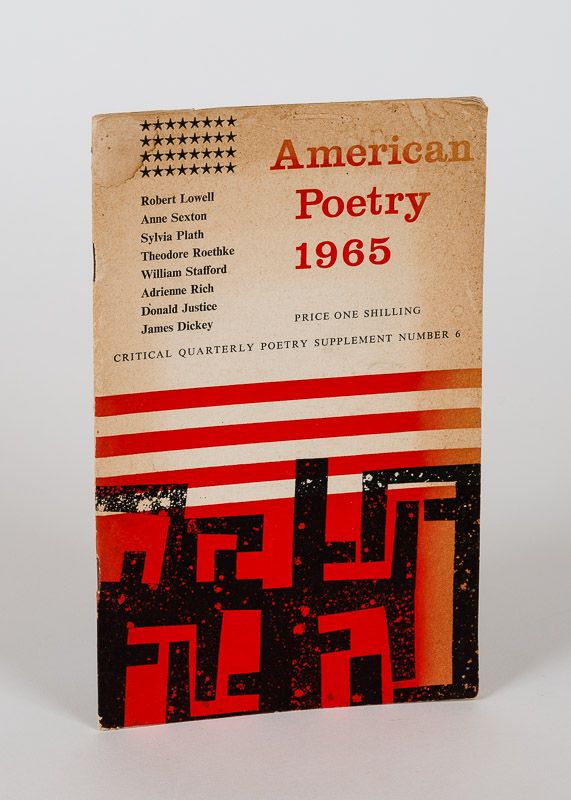 American
Poetry
1965
Robert Lowell
Anne Sexton
Sylvia Plath
Theodore Roethke
William Stafford
Adrienne Rich
Donald Justice
James Dickey
PRICE ONE SHILLING
CRITICAL QUARTERLY POETRY SUPPLEMENT NUMBER 6